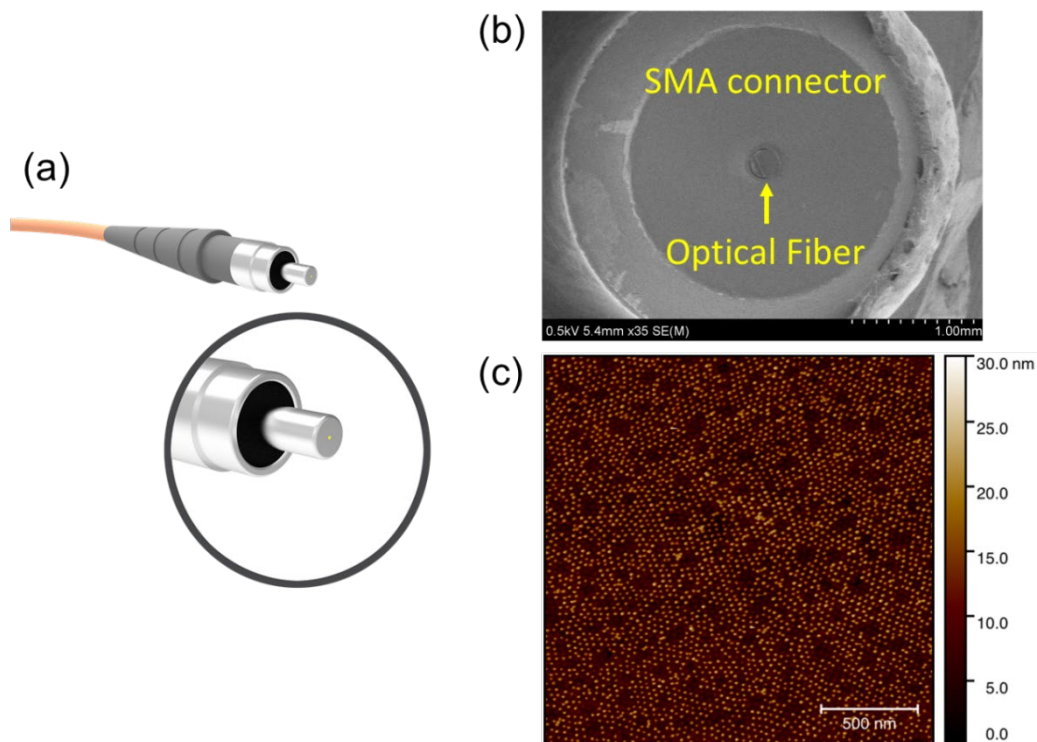 (a)
(b)
SMA connector
Optical Fiber
0.5kV 5.4mm x35 SE(M)
1.00mm
(c)
500 nm
30.0 nm
25.0
20.0
15.0
10.0
5.0
0.0